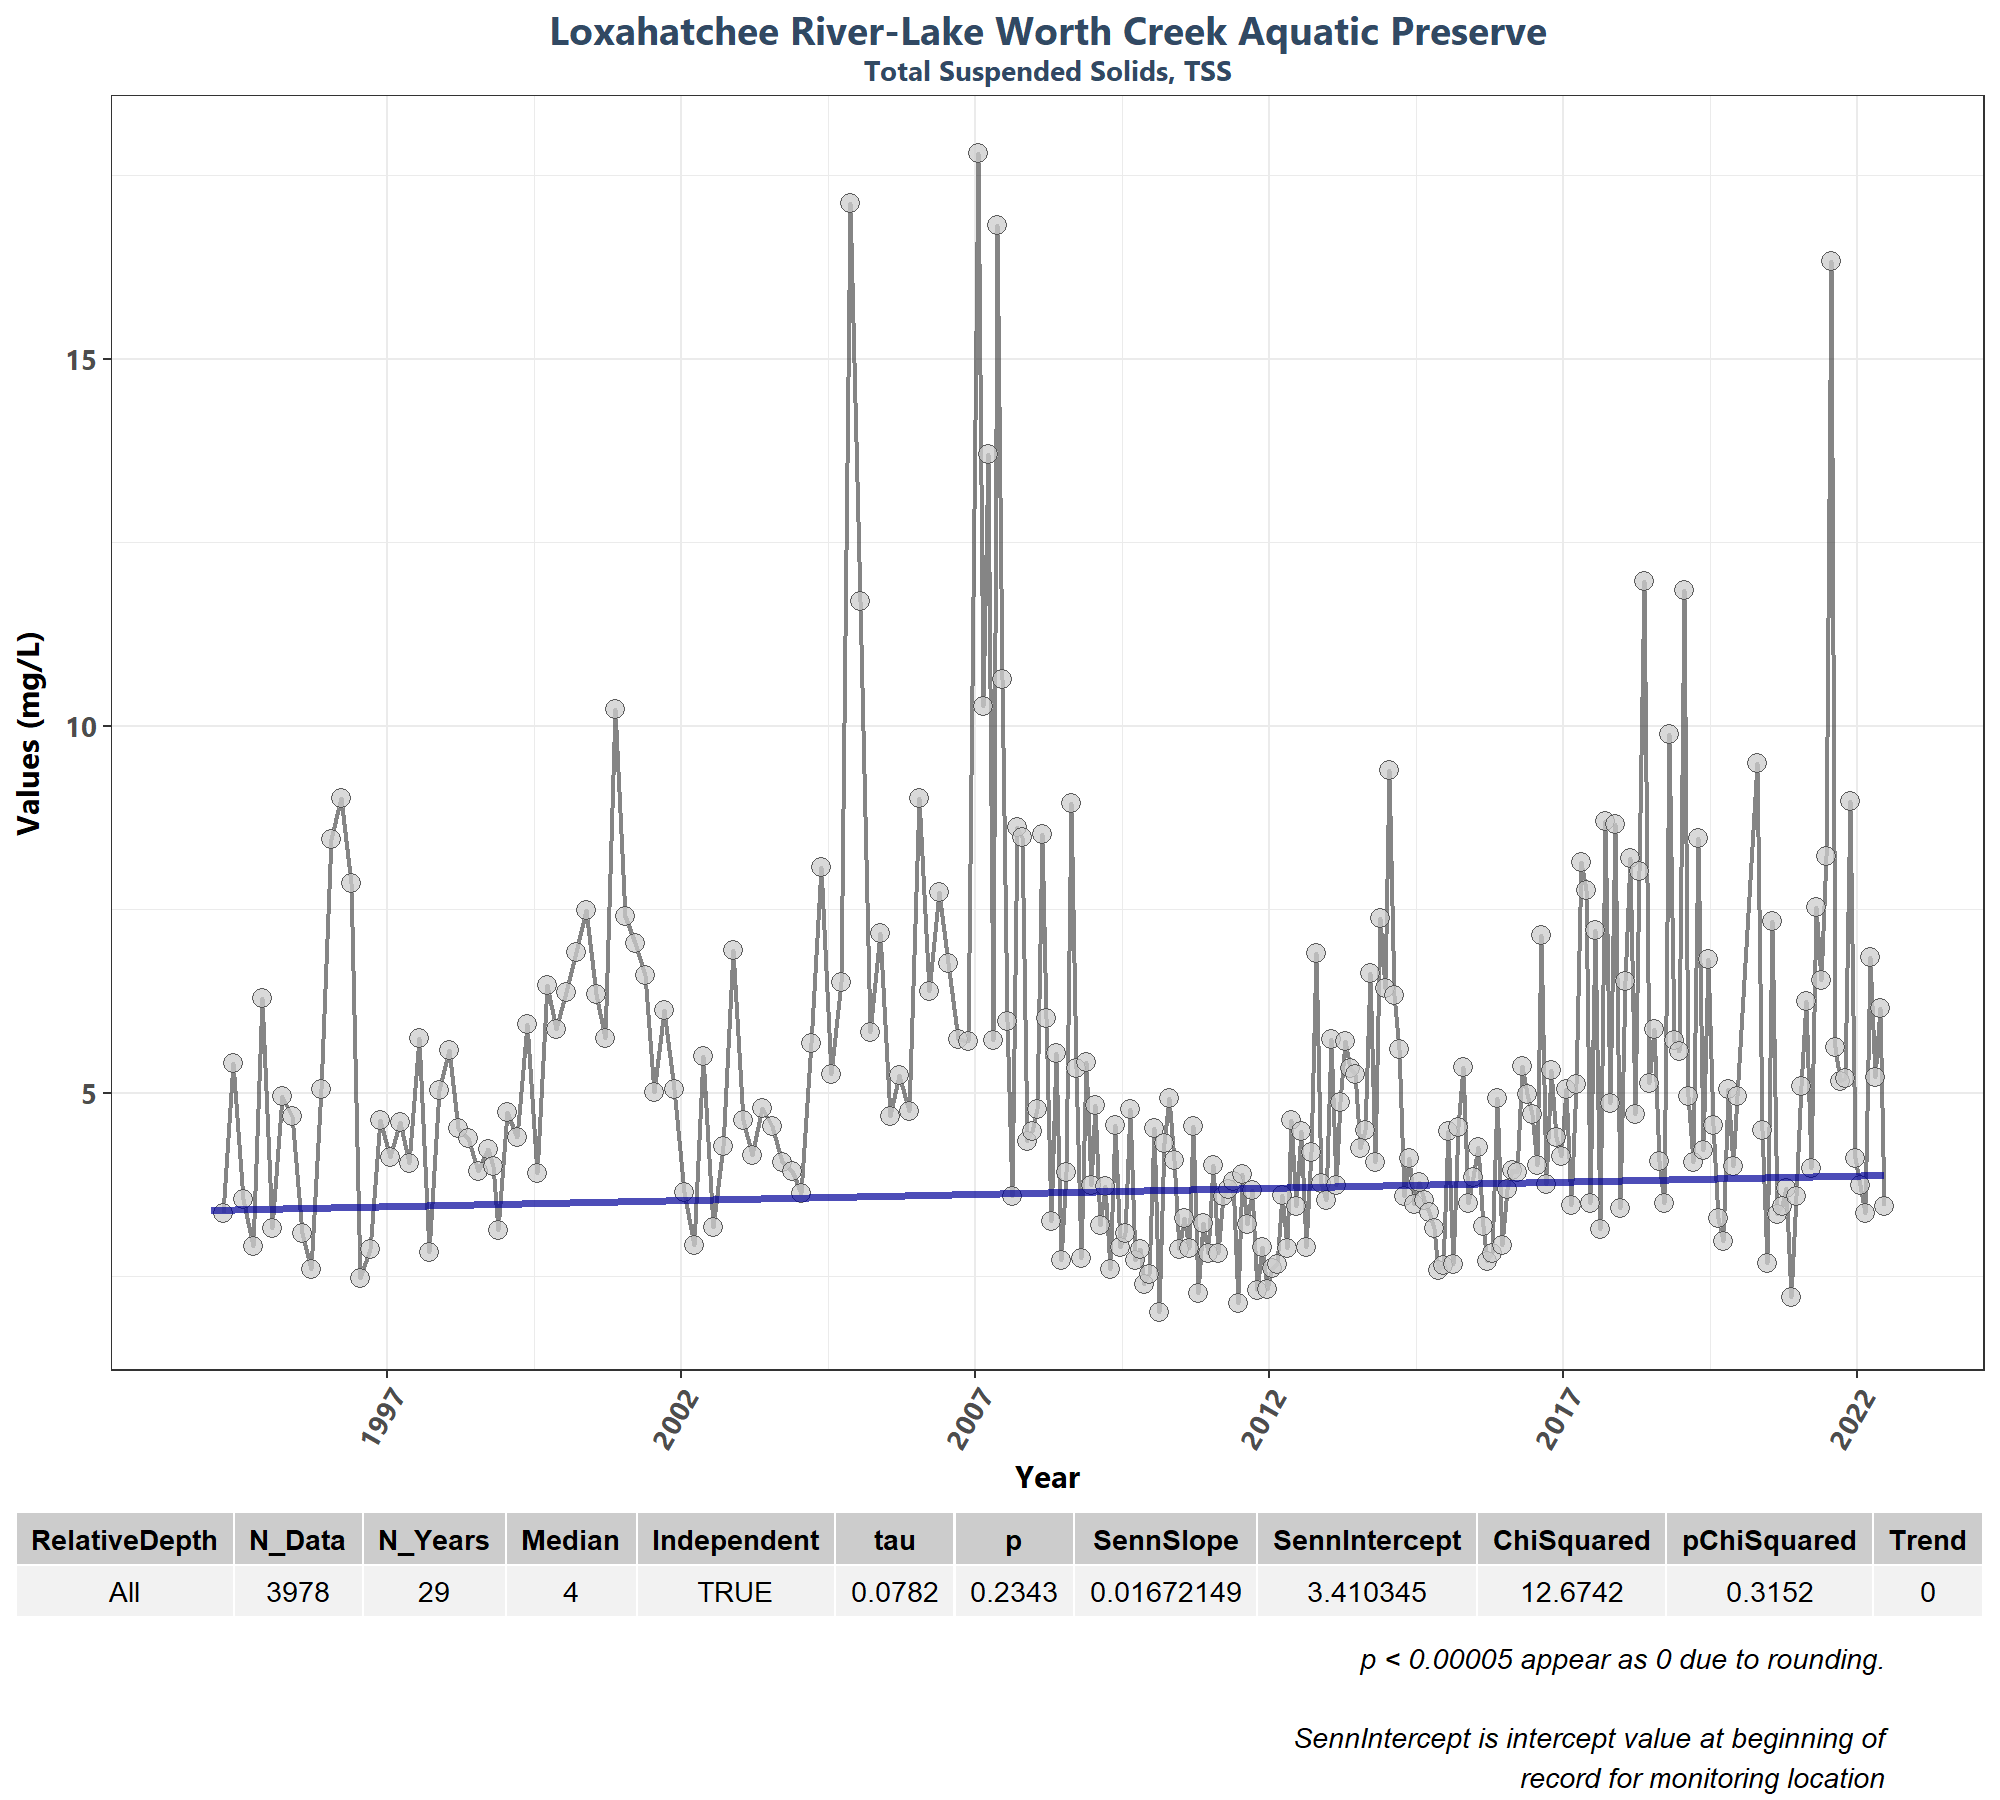 Loxahatchee River-Lake Worth Creek Aquatic Preserve
Total Suspended Solids, TSS
Values (mg/L)
15
10
5
1997
2002
2007
2012
2017
2022
Year
RelativeDepth N_Data N_Years Median Independent tau p SennSlope SennIntercept ChiSquared pChiSquared Trend
All 3978 29 4 TRUE 0.0782 0.2343 0.01672149 3.410345 12.6742 0.3152 0
p < 0.00005 appear as 0 due to rounding.
SennIntercept is intercept value at beginning of
record for monitoring location